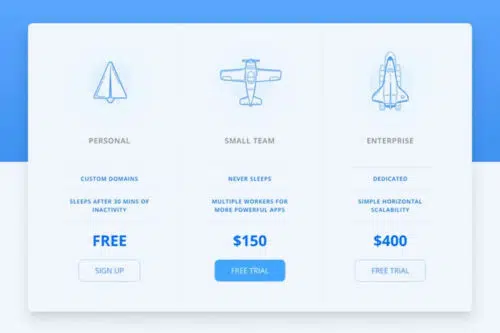 PERSONAL
CUSTOM DOMAINS
SLEEPS AFTER 30 MINS OF
INACTIVITY
FREE
SIGN UP
SMALL TEAM
NEVER SLEEPS
MULTIPLE WORKERS FOR
MORE POWERFUL APPS
$150
FREE TRIAL
ENTERPRISE
DEDICATED
SIMPLE HORIZONTAL
SCALABILITY
$400
FREE TRIAL